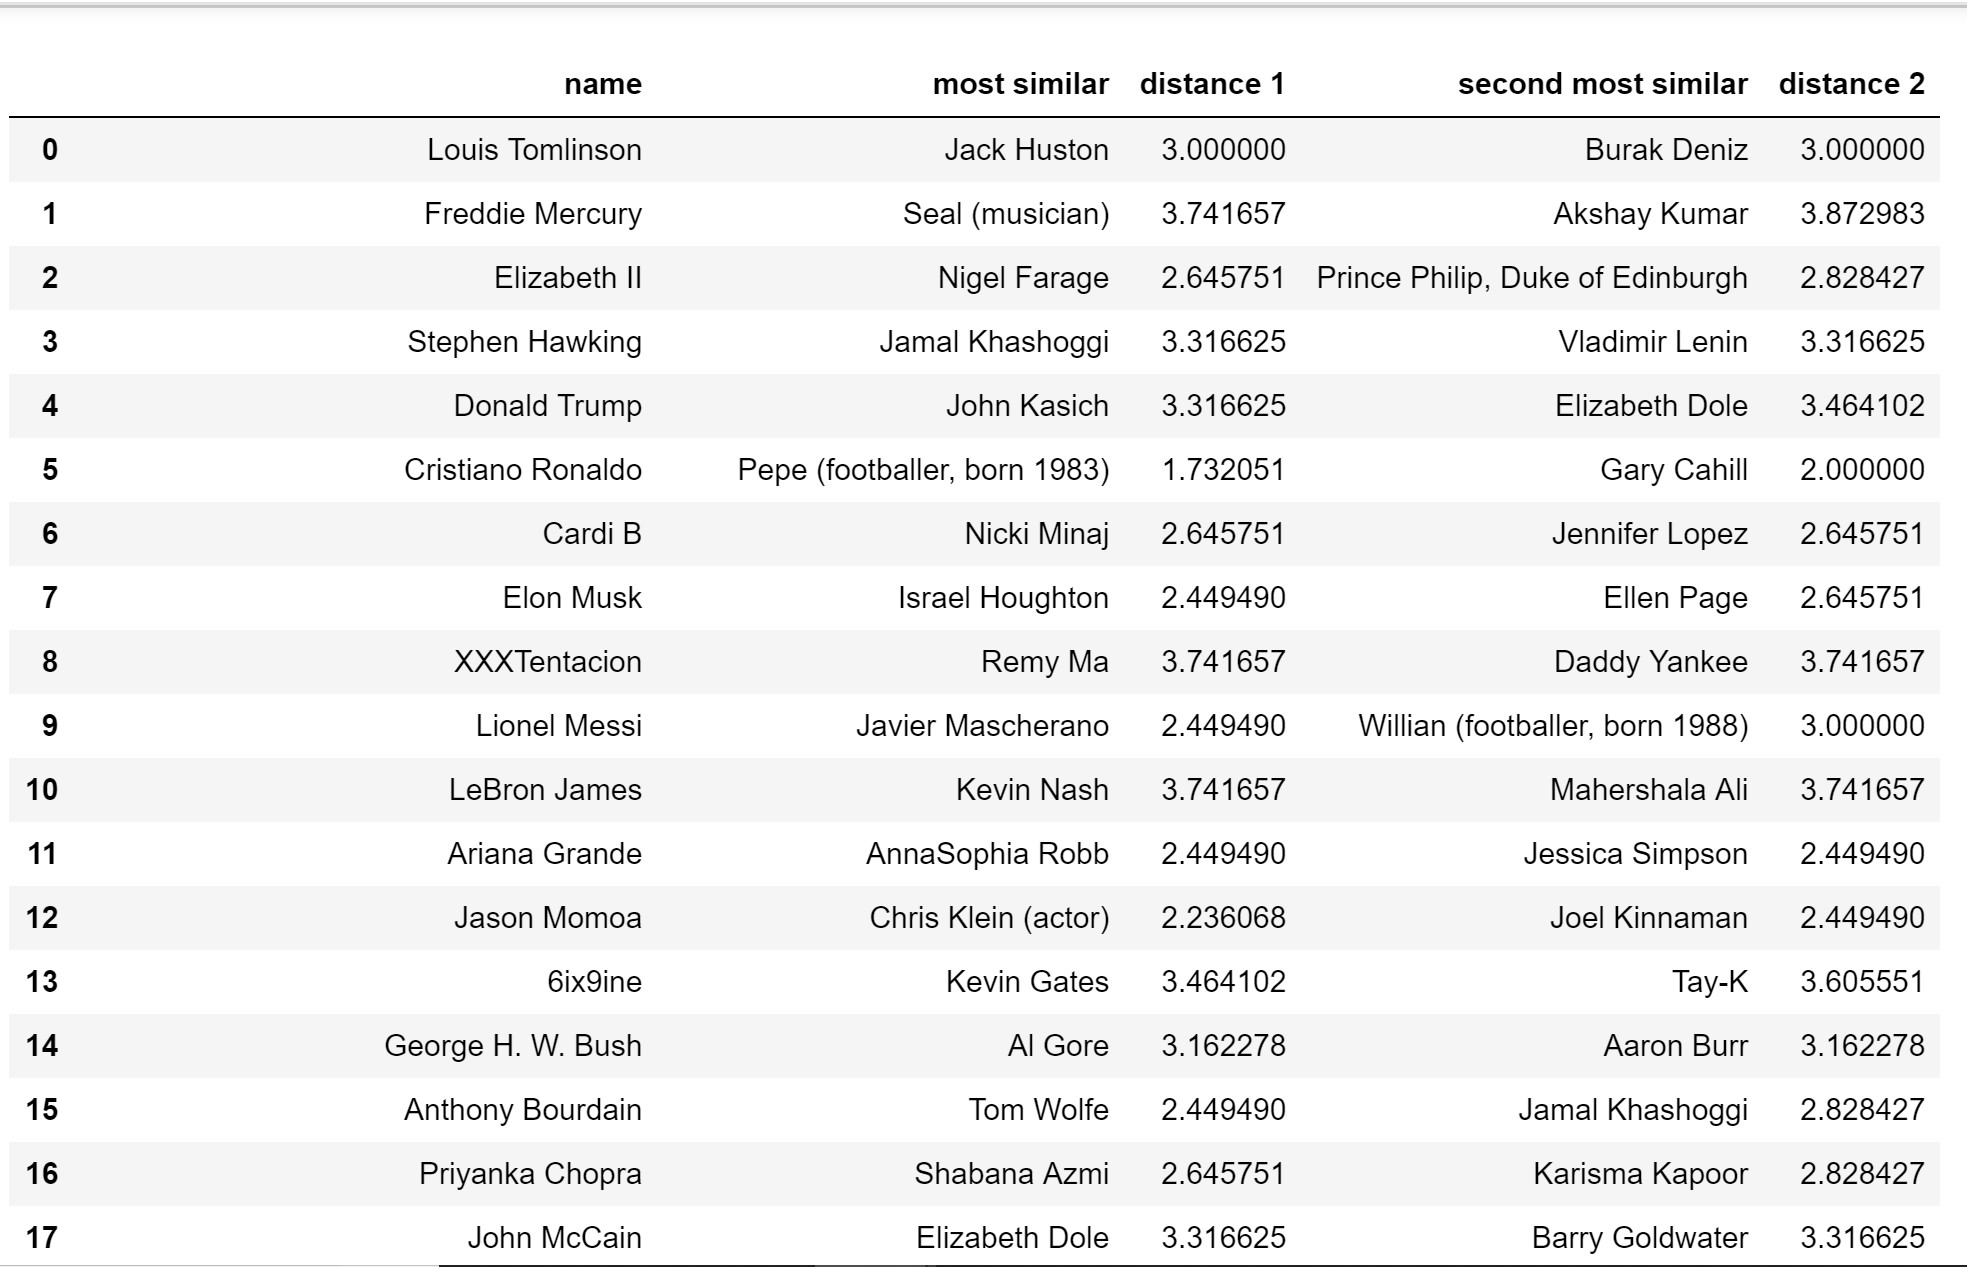 name most similar distance 1 second most similar distance 2
0 Louis Tomlinson Jack Huston 3.000000 Burak Deniz 3.000000
1 Freddie Mercury Seal (musician) 3.741657 Akshay Kumar 3.872983
2 Elizabeth II Nigel Farage 2.645751 Prince Philip, Duke of Edinburgh 2.828427
3 Stephen Hawking Jamal Khashoggi 3.316625 Vladimir Lenin 3.316625
4 Donald Trump John Kasich 3.316625 Elizabeth Dole 3.464102
5 Cristiano Ronaldo Pepe (footballer, born 1983) 1.732051 Gary Cahill 2.000000
6 Cardi B Nicki Minaj 2.645751 Jennifer Lopez 2.645751
7 Elon Musk Israel Houghton 2.449490 Ellen Page 2.645751
8 XXXTentacion Remy Ma 3.741657 Daddy Yankee 3.741657
9 Lionel Messi Javier Mascherano 2.449490 Willian (footballer, born 1988) 3.000000
10 LeBron James Kevin Nash 3.741657 Mahershala Ali 3.741657
11 Ariana Grande AnnaSophia Robb 2.449490 Jessica Simpson 2.449490
12 Jason Momoa Chris Klein (actor) 2.236068 Joel Kinnaman 2.449490
13 6ix9ine Kevin Gates 3.464102 Tay-K 3.605551
14 George H. W. Bush Al Gore 3.162278 Aaron Burr 3.162278
15 Anthony Bourdain Tom Wolfe 2.449490 Jamal Khashoggi 2.828427
16 Priyanka Chopra Shabana Azmi 2.645751 Karisma Kapoor 2.828427
17 John McCain Elizabeth Dole 3.316625 Barry Goldwater 3.316625